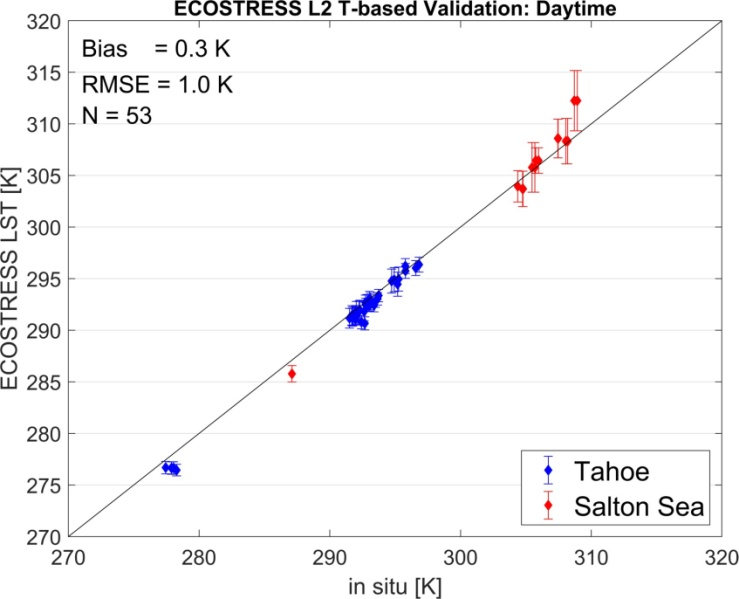 ECOSTRESS L2 T-based Validation: Daytime
320
315
310
305
300
295
290
285
280
275
270
Bias = 0.3 K
RMSE = 1.0 K
N = 53
ECOSTRESS LST [K]
Tahoe
Salton Sea
270 280 290 300 310 320
in situ [K]